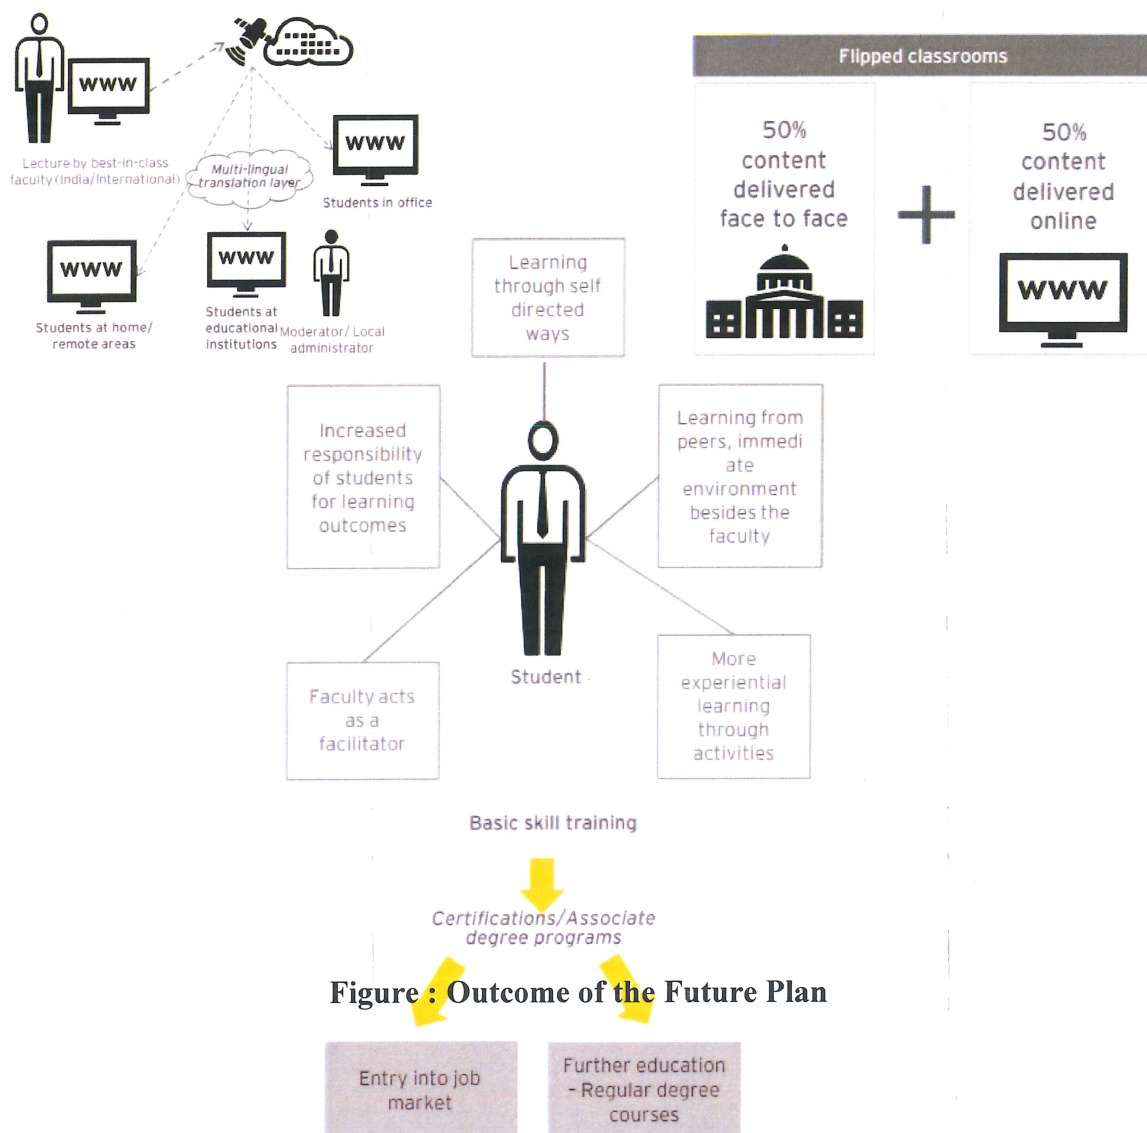 WWW
Lecture by best-in-class
faculty (India/International)
Multi-lingual
translation layer
WWW
Students in office
WWW
Students at home/
remote areas
WWW
Students at
educational
institutions
Moderator/ Local
administrator
Flipped classrooms
50%
content
delivered
face to face
+
50%
content
delivered
online
WWW
Learning
through self
directed
ways
Increased
responsibility
of students
for learning
outcomes
Learning from
peers, immedi
ate
environment
besides the
faculty
Student
Faculty acts
as a
facilitator
More
experiential
learning
through
activities
Basic skill training
Certifications/Associate
degree programs
Figure : Outcome of the Future Plan
Entry into job
market
Further education
– Regular degree
courses